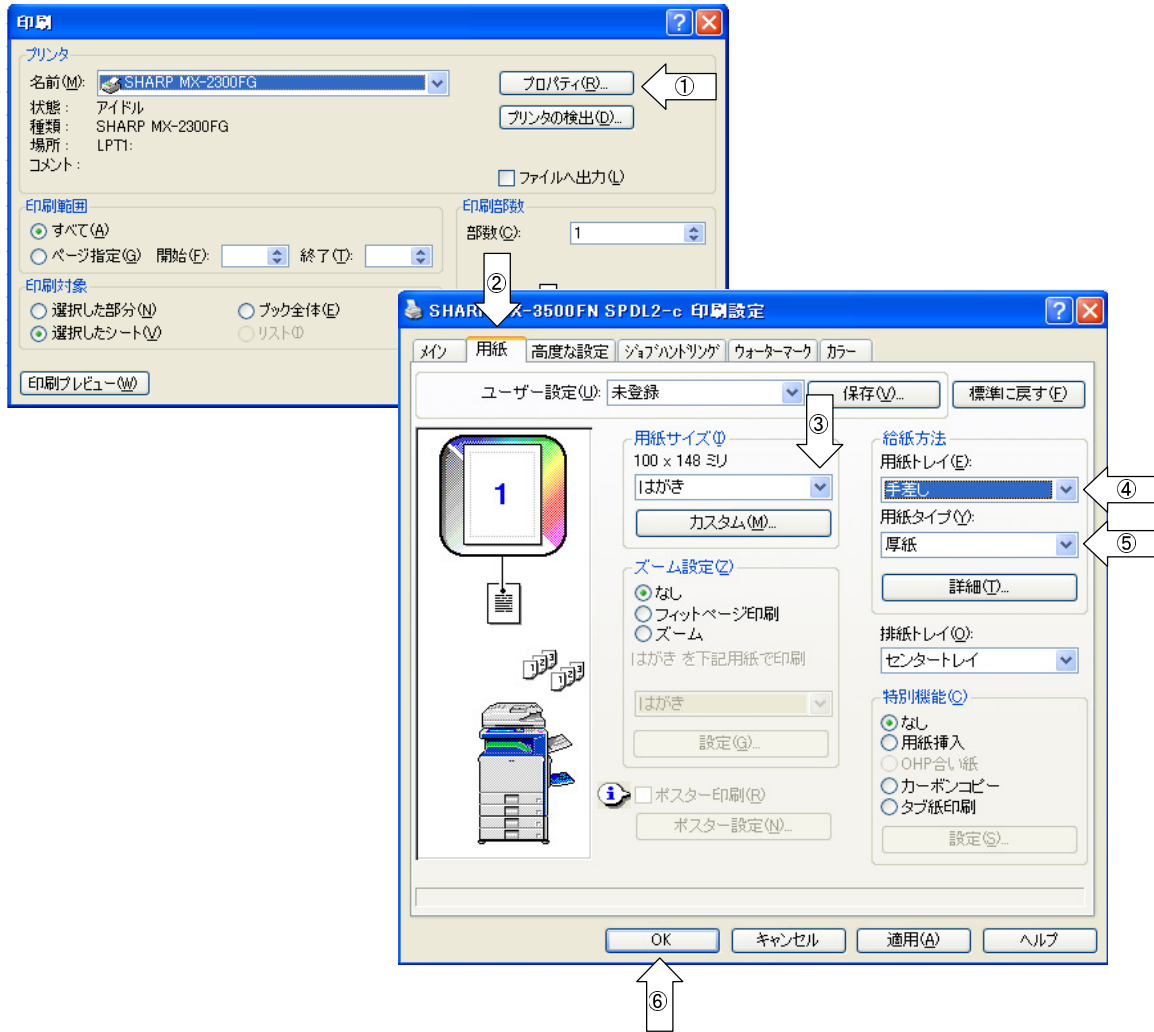 印刷
プリンタ
名前(M): SHARP MX-2300FG
プロパティ(R)...
①
状態: アイドル
種類: SHARP MX-2300FG
プリンタの検出(D)...
場所: LPT1:
コメント:
ファイルへ出力(L)
印刷範囲
すべて(A)
ページ指定(G) 開始(F): 終了(T):
印刷部数
部数(C): 1
②
印刷対象
選択した部分(N) ブック全体(E)
選択したシート(V) リスト(I)
印刷プレビュー(W)
SHARP MX-3500FN SPDL2-c 印刷設定
メイン 用紙 高度な設定 ジョブハンドリング ウォーターマーク カラー
ユーザー設定(U): 未登録 保存(V)... 標準に戻す(F)
③
1
1 2 3
1 2 3
用紙サイズ(I)
100 x 148 ミリ
はがき
カスタム(M)...
ズーム設定(Z)
なし
フィットページ印刷
ズーム
はがき を下記用紙で印刷
はがき
設定(G)...
ポスター印刷(R)
ポスター設定(N)...
給紙方法
用紙トレイ(E):
手差し
④
用紙タイプ(Y):
厚紙
⑤
詳細(T)...
排紙トレイ(O):
センタートレイ
特別機能(C)
なし
用紙挿入
OHP合い紙
カーボンコピー
タブ紙印刷
設定(S)...
OK キャンセル 適用(A) ヘルプ
⑥